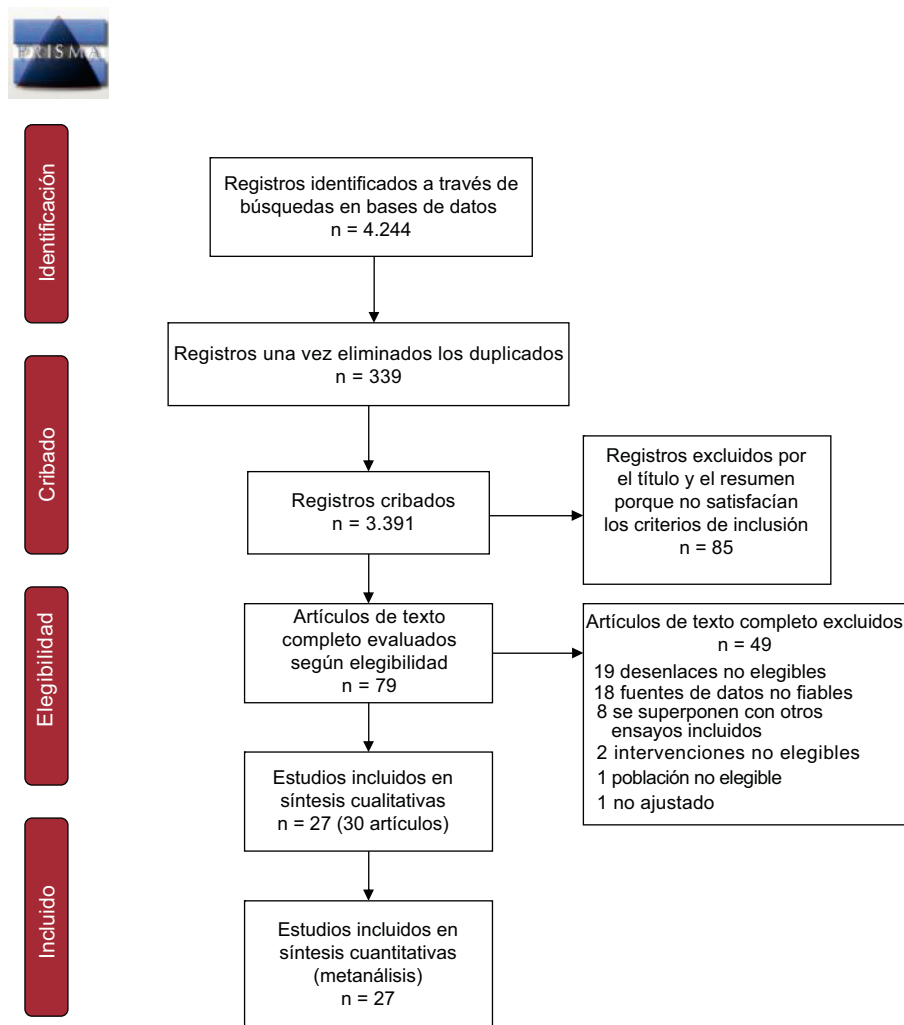 PRISMA
Identificación
Registros identificados a través de
búsquedas en bases de datos
n = 4.244
Registros una vez eliminados los duplicados
n = 339
Cribado
Registros cribados
n = 3.391
Registros excluidos por
el título y el resumen
porque no satisfacían
los criterios de inclusión
n = 85
Elegibilidad
Artículos de texto
completo evaluados
según elegibilidad
n = 79
Artículos de texto completo excluidos
n = 49
19 desenlaces no elegibles
18 fuentes de datos no fiables
8 se superponen con otros
ensayos incluidos
2 intervenciones no elegibles
1 población no elegible
1 no ajustado
Estudios incluidos en
síntesis cualitativas
n = 27 (30 artículos)
Incluido
Estudios incluidos en
síntesis cuantitativas
(metanálisis)
n = 27